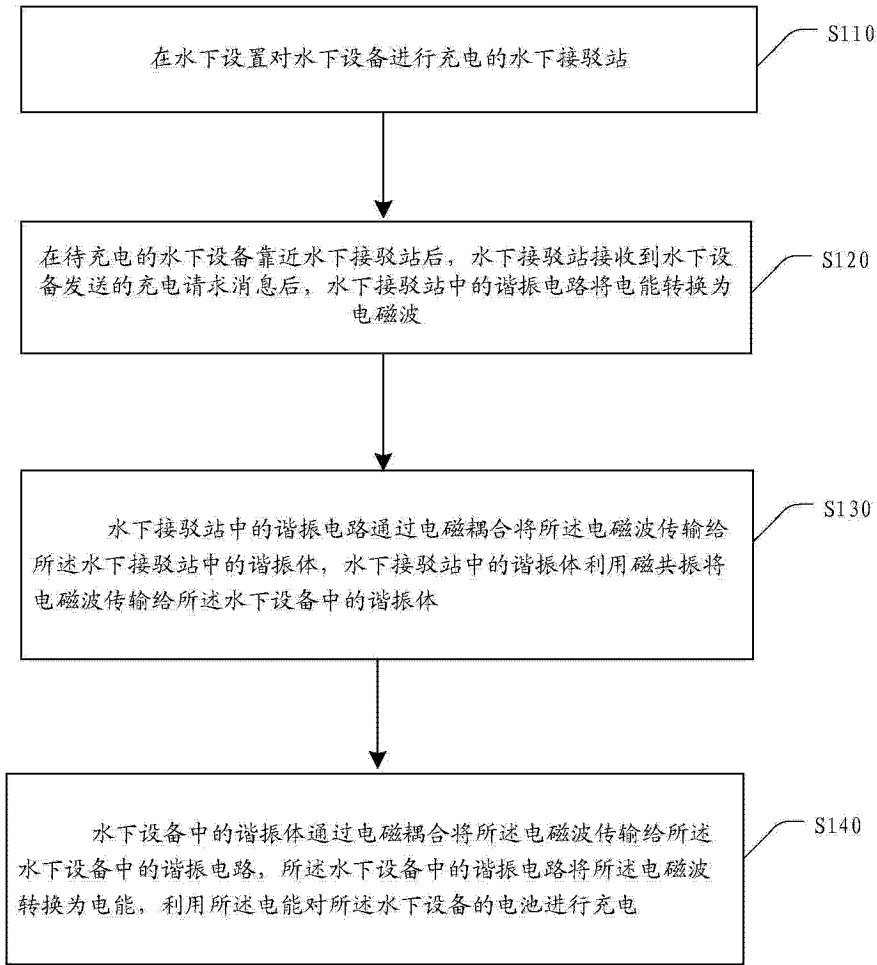 在水下设置对水下设备进行充电的水下接驳站
S110
在待充电的水下设备靠近水下接驳站后，水下接驳站接收到水下设
备发送的充电请求消息后，水下接驳站中的谐振电路将电能转换为
电磁波
S120
水下接驳站中的谐振电路通过电磁耦合将所述电磁波传输给
所述水下接驳站中的谐振体，水下接驳站中的谐振体利用磁共振将
电磁波传输给所述水下设备中的谐振体
S130
水下设备中的谐振体通过电磁耦合将所述电磁波传输给所述
水下设备中的谐振电路，所述水下设备中的谐振电路将所述电磁波
转换为电能，利用所述电能对所述水下设备的电池进行充电
S140